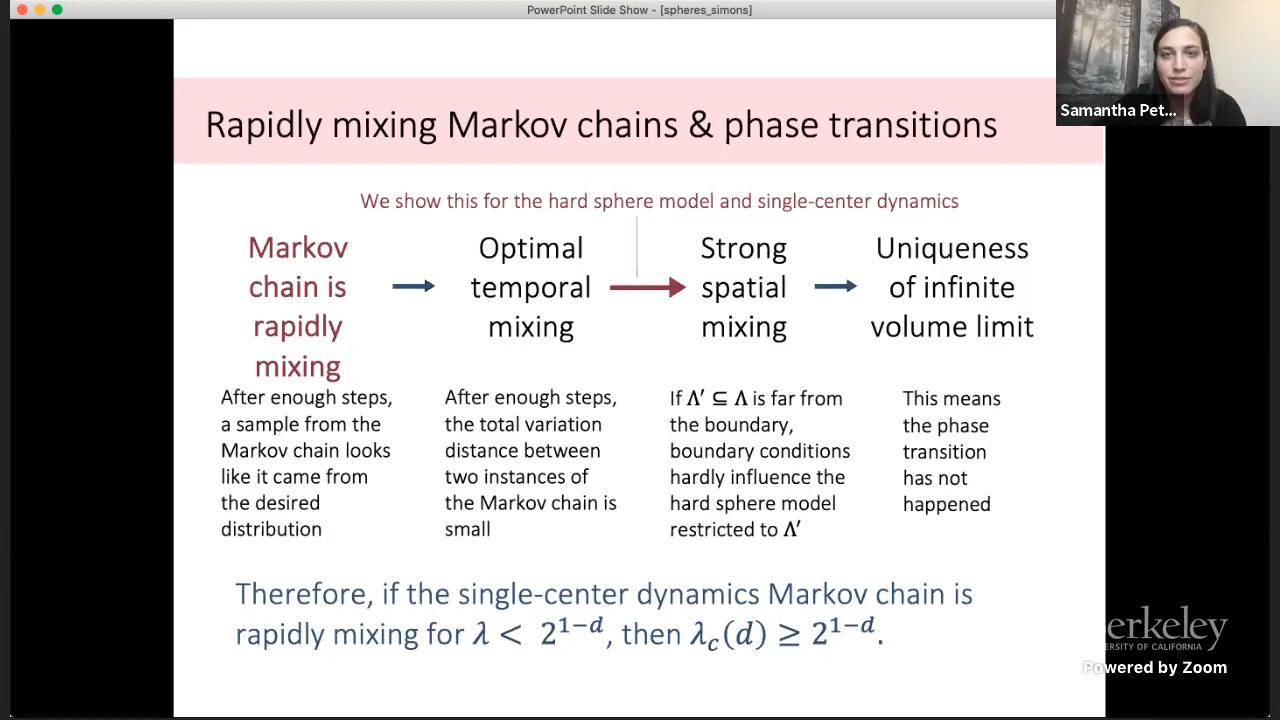 PowerPoint Slide Show - [spheres_simons]
Samantha Pet...
Rapidly mixing Markov chains & phase transitions
We show this for the hard sphere model and single-center dynamics
Markov
chain is
rapidly
mixing
Optimal
temporal
mixing
Strong
spatial
mixing
Uniqueness
of infinite
volume limit
After enough steps,
a sample from the
Markov chain looks
like it came from
the desired
distribution
After enough steps,
the total variation
distance between
two instances of
the Markov chain is
small
If Λ′ ⊆ Λ is far from
the boundary,
boundary conditions
hardly influence the
hard sphere model
restricted to Λ′
This means
the phase
transition
has not
happened
Therefore, if the single-center dynamics Markov chain is
rapidly mixing for λ < 2^{1−d}, then λ_c(d) ≥ 2^{1−d}.
OF CALIFORNIA
Powered by Zoom